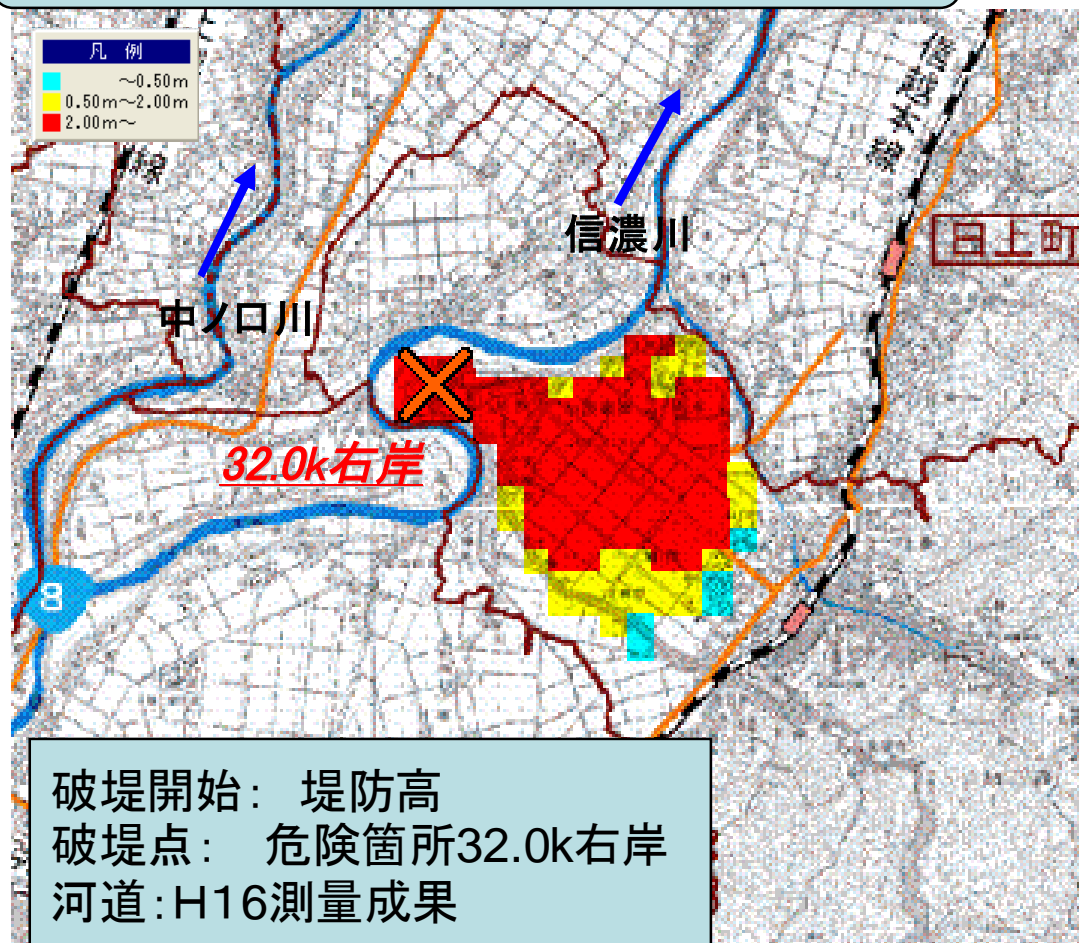 凡 例
～0.50m
0.50m～2.00m
2.00m～
線
信越本線
信濃川
田上町
中ノ口川
32.0k右岸
8
破堤開始： 堤防高
破堤点： 危険箇所32.0k右岸
河道：H16測量成果